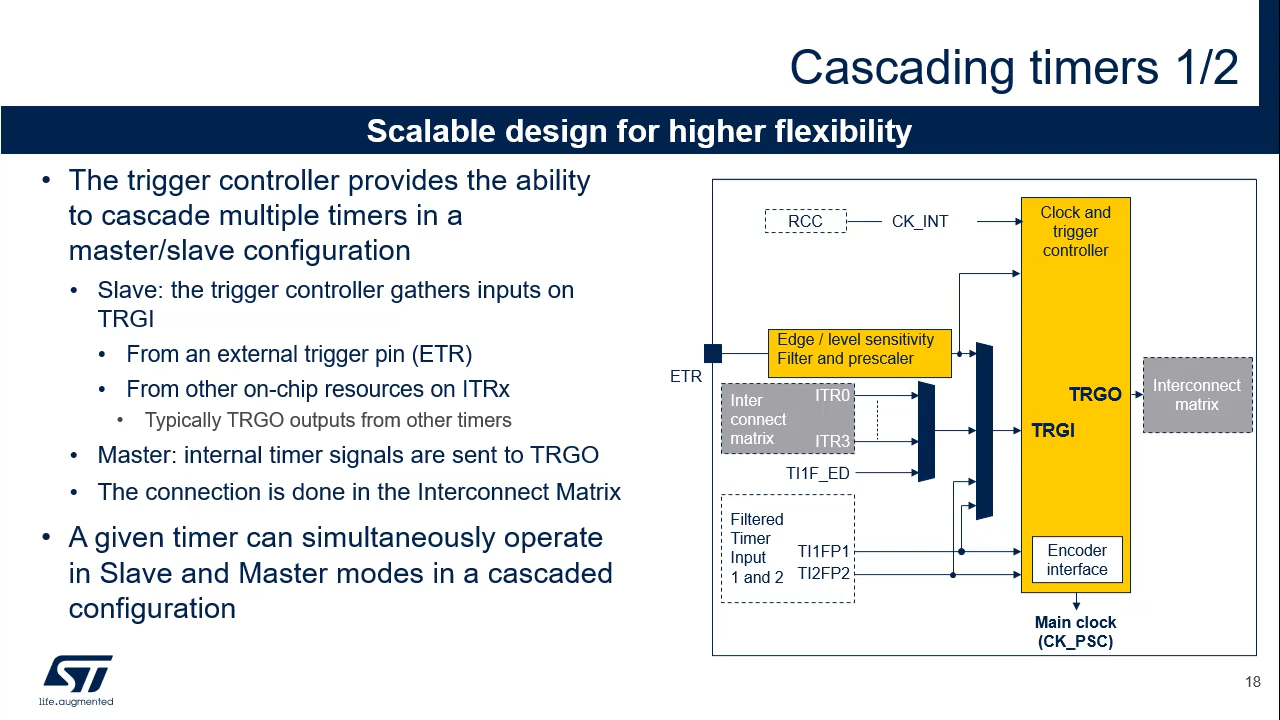 Cascading timers 1/2
Scalable design for higher flexibility
• The trigger controller provides the ability
to cascade multiple timers in a
master/slave configuration
• Slave: the trigger controller gathers inputs on
TRGI
• From an external trigger pin (ETR)
• From other on-chip resources on ITRx
• Typically TRGO outputs from other timers
• Master: internal timer signals are sent to TRGO
• The connection is done in the Interconnect Matrix
• A given timer can simultaneously operate
in Slave and Master modes in a cascaded
configuration
RCC
CK_INT
Clock and
trigger
controller
Edge / level sensitivity
Filter and prescaler
ETR
Inter
connect
matrix
ITR0
ITR3
TI1F_ED
TRGO
TRGI
Interconnect
matrix
Filtered
Timer
Input
1 and 2
TI1FP1
TI2FP2
Encoder
interface
Main clock
(CK_PSC)
ST
life.augmented
18